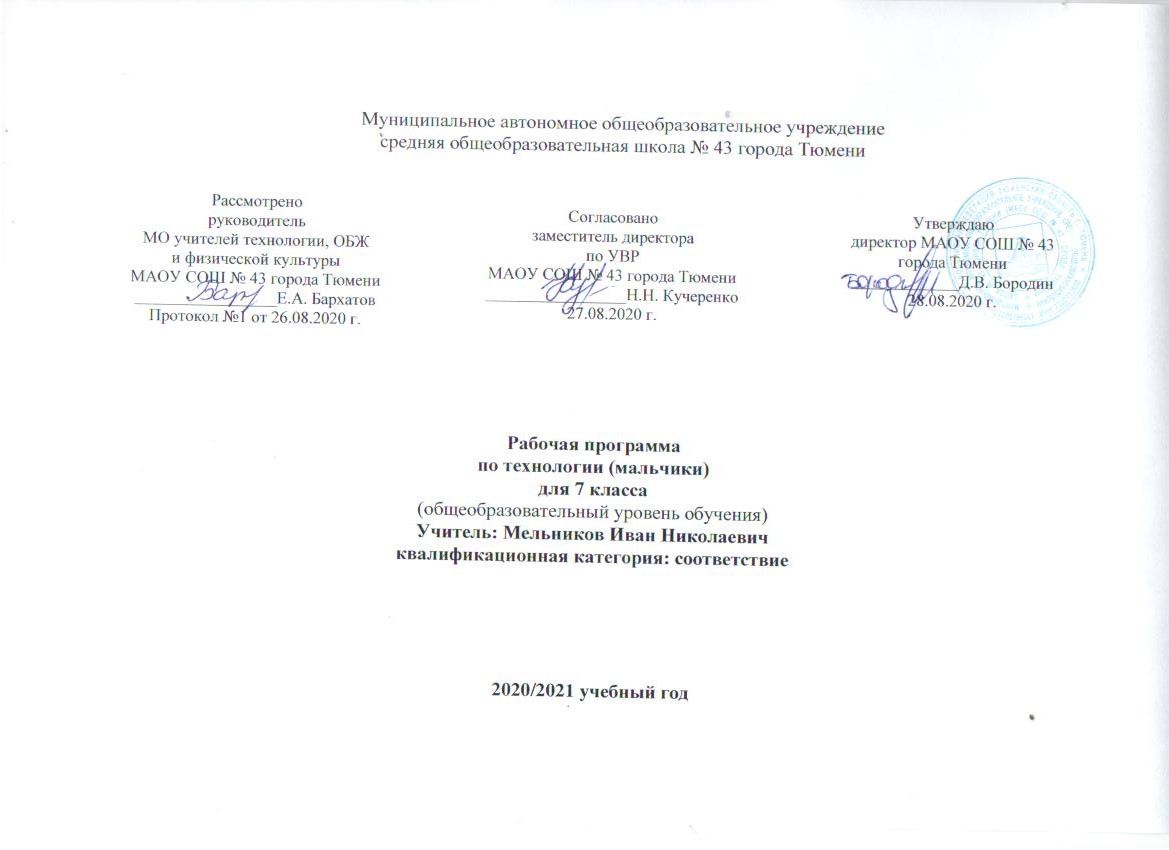 Муниципальное автономное общеобразовательное учреждение
средняя общеобразовательная школа № 43 города Тюмени
Рассмотрено
руководитель
МО учителей технологии, ОБЖ
и физической культуры
МАОУ СОШ № 43 города Тюмени
Е.А. Бархатов
Протокол №1 от 26.08.2020 г.
Согласовано
заместитель директора
по УВР
МАОУ СОШ № 43 города Тюмени
Н.Н. Кучеренко
27.08.2020 г.
Утверждаю
директор МАОУ СОШ № 43
города Тюмени
Д.В. Бородин
28.08.2020 г.
Рабочая программа
по технологии (мальчики)
для 7 класса
(общеобразовательный уровень обучения)
Учитель: Мельников Иван Николаевич
квалификационная категория: соответствие
2020/2021 учебный год